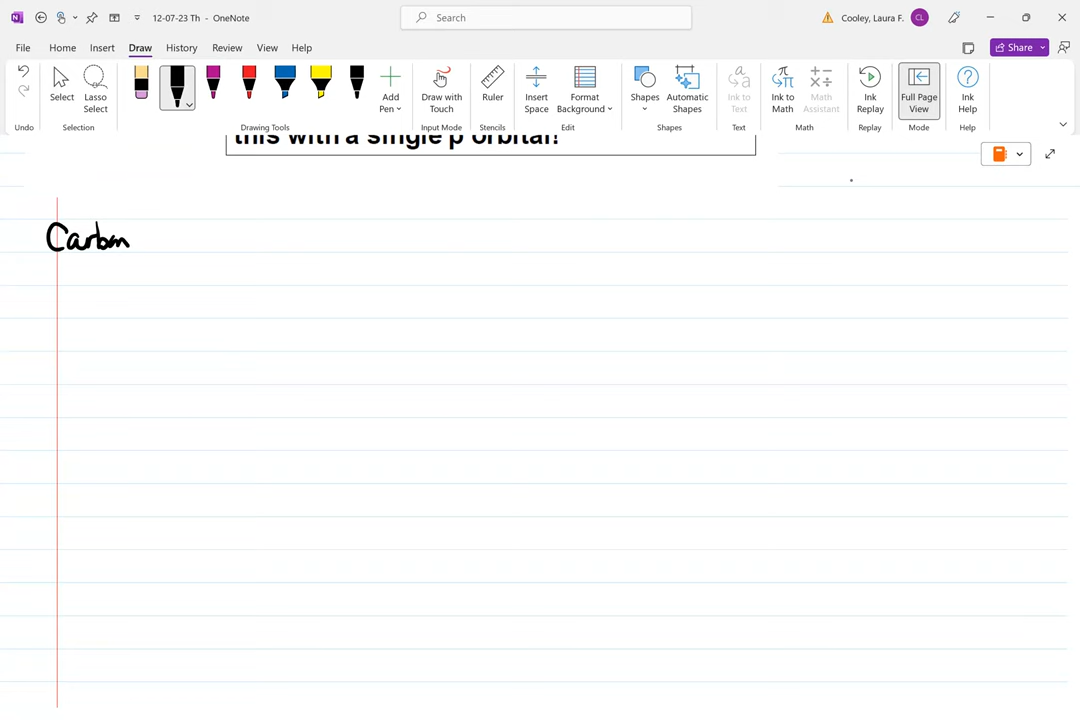 12-07-23 Th - OneNote
Search
Cooley, Laura F.
CL
File
Home
Insert
Draw
History
Review
View
Help
Share
Undo
Select
Lasso Select
Selection
Add Pen
Drawing Tools
Draw with Touch
Input Mode
Ruler
Stencils
Insert Space
Format Background
Edit
Shapes
Automatic Shapes
Shapes
Ink to Text
Text
Ink to Math
Math Assistant
Math
Ink Replay
Replay
Full Page View
Mode
Ink Help
Help
this with a single p orbital!
Carbon